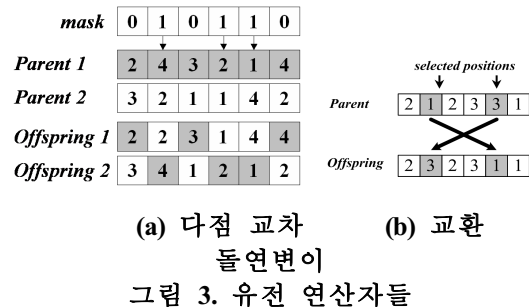 mask 0 1 0 1 1 0
Parent 1 2 4 3 2 1 4
Parent 2 3 2 1 1 4 2
Offspring 1 2 2 3 1 4 4
Offspring 2 3 4 1 2 1 2
selected positions
Parent 2 1 2 3 3 1
Offspring 2 3 2 3 1 1
(a) 다점 교차 (b) 교환
돌연변이
그림 3. 유전 연산자들